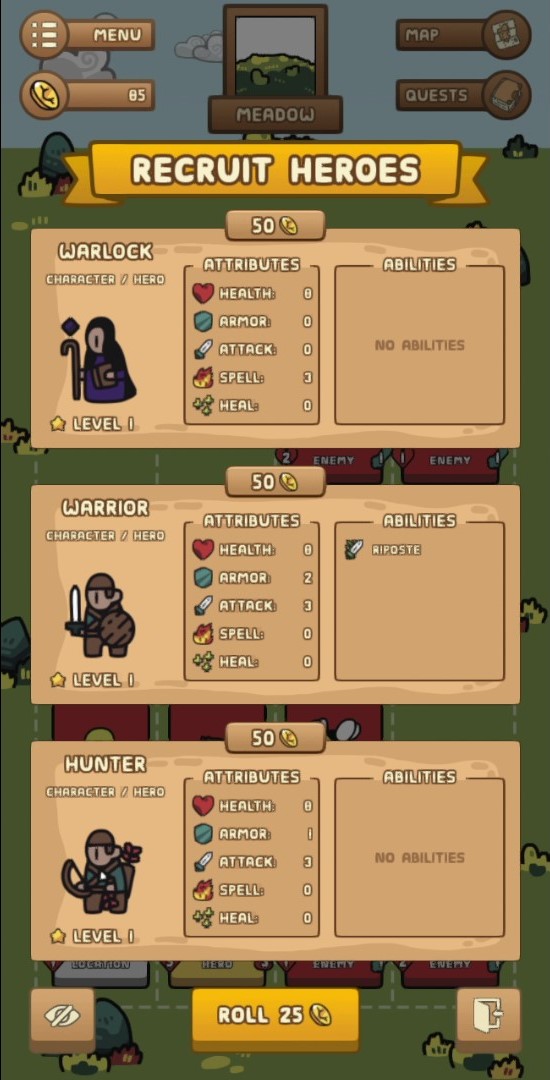 MENU
MAP
85
QUESTS
MEADOW
RECRUIT HEROES
50
WARLOCK
CHARACTER / HERO
LEVEL 1
ATTRIBUTES
HEALTH: 8
ARMOR: 0
ATTACK: 0
SPELL: 3
HEAL: 0
ABILITIES
NO ABILITIES
2 ENEMY 1
1 ENEMY
50
WARRIOR
CHARACTER / HERO
LEVEL 1
ATTRIBUTES
HEALTH: 8
ARMOR: 2
ATTACK: 3
SPELL: 0
HEAL: 0
ABILITIES
RIPOSTE
50
HUNTER
CHARACTER / HERO
LEVEL 1
ATTRIBUTES
HEALTH: 8
ARMOR: 1
ATTACK: 3
SPELL: 0
HEAL: 0
ABILITIES
NO ABILITIES
LOCATION
HERO
ENEMY
ENEMY
ROLL 25